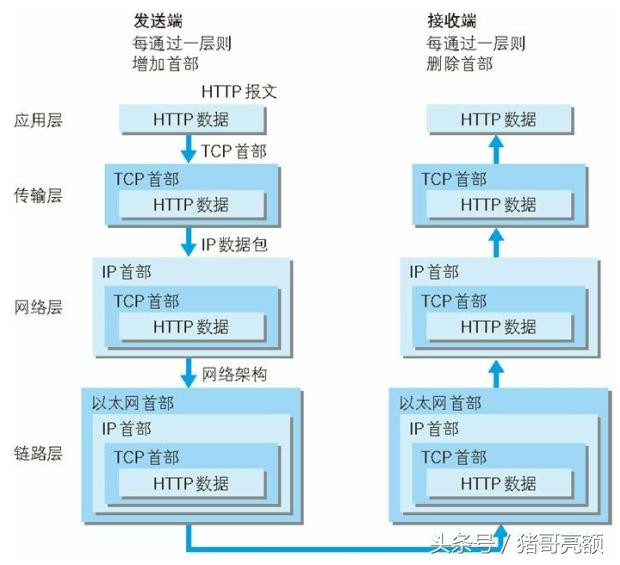 发送端
每通过一层则
增加首部
接收端
每通过一层则
删除首部
HTTP 报文
应用层
HTTP 数据
HTTP 数据
TCP 首部
传输层
TCP 首部
HTTP 数据
TCP 首部
HTTP 数据
IP 数据包
网络层
IP 首部
TCP 首部
HTTP 数据
IP 首部
TCP 首部
HTTP 数据
网络架构
链路层
以太网首部
IP 首部
TCP 首部
HTTP 数据
以太网首部
IP 首部
TCP 首部
HTTP 数据
头条号 / 猪哥亮额